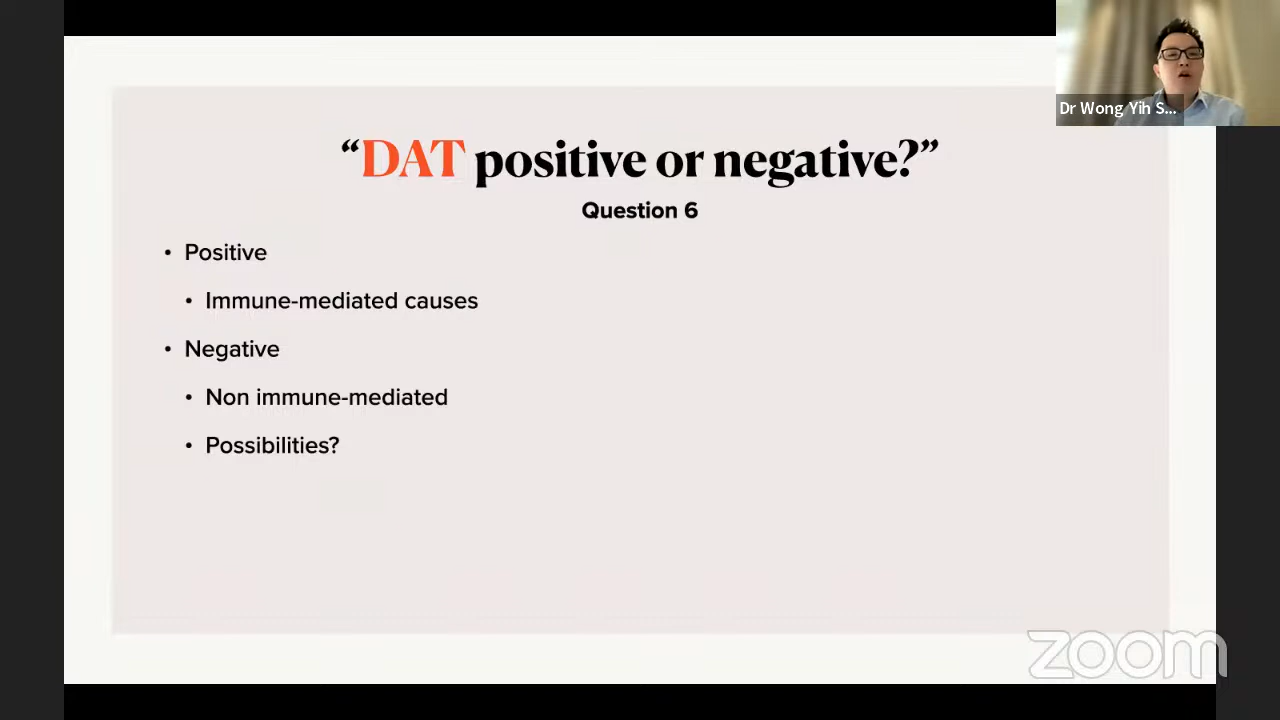 Dr Wong Yih S...
“DAT positive or negative?”
Question 6
• Positive
• Immune-mediated causes
• Negative
• Non immune-mediated
• Possibilities?
zoom